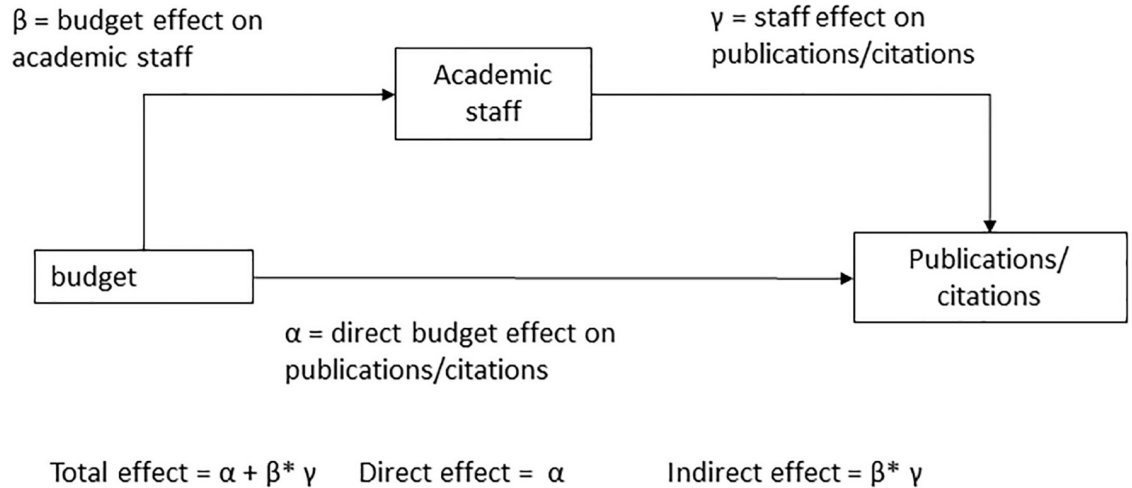 β = budget effect on
academic staff
γ = staff effect on
publications/citations
Academic
staff
budget
Publications/
citations
α = direct budget effect on
publications/citations
Total effect = α + β* γ
Direct effect = α
Indirect effect = β* γ